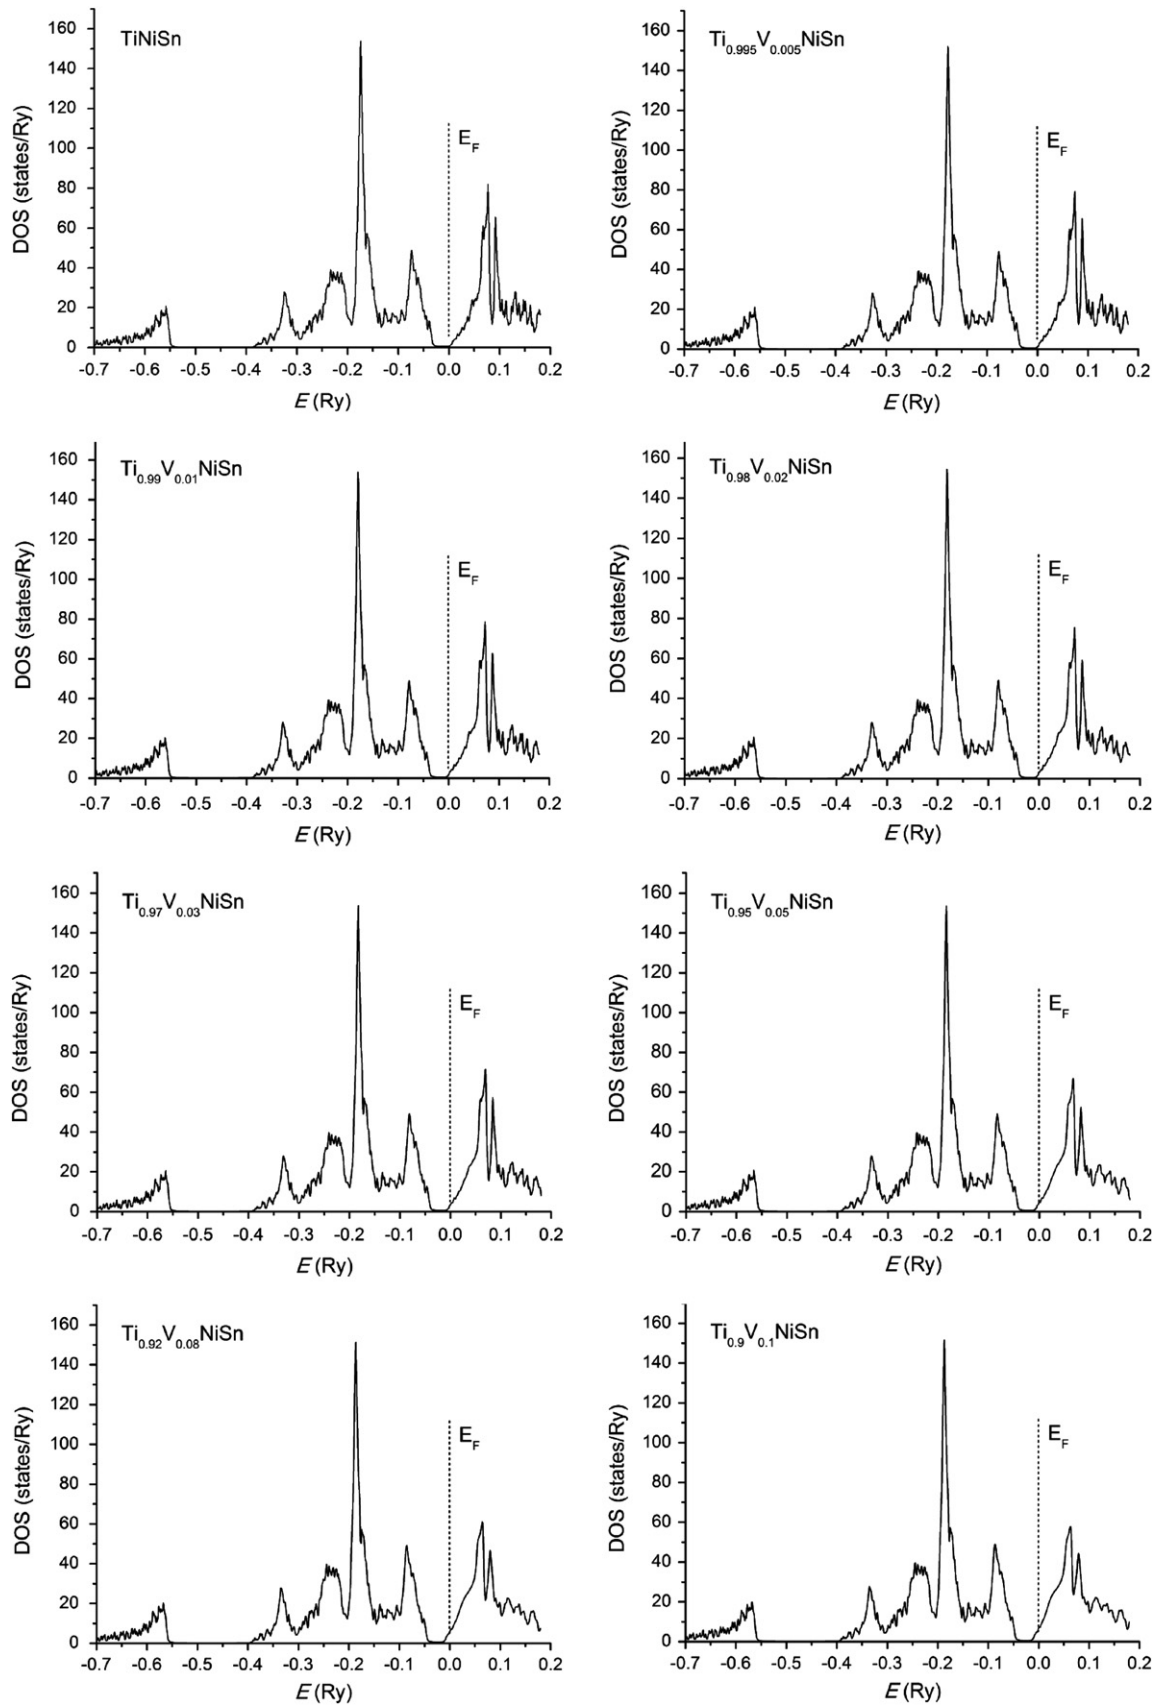 TiNiSn
DOS (states/Ry)
160
140
120
100
80
60
40
20
0
E_F
-0.7 -0.6 -0.5 -0.4 -0.3 -0.2 -0.1 0.0 0.1 0.2
E (Ry)
Ti0.995V0.005NiSn
DOS (states/Ry)
160
140
120
100
80
60
40
20
0
E_F
-0.7 -0.6 -0.5 -0.4 -0.3 -0.2 -0.1 0.0 0.1 0.2
E (Ry)
Ti0.99V0.01NiSn
DOS (states/Ry)
160
140
120
100
80
60
40
20
0
E_F
-0.7 -0.6 -0.5 -0.4 -0.3 -0.2 -0.1 0.0 0.1 0.2
E (Ry)
Ti0.98V0.02NiSn
DOS (states/Ry)
160
140
120
100
80
60
40
20
0
E_F
-0.7 -0.6 -0.5 -0.4 -0.3 -0.2 -0.1 0.0 0.1 0.2
E (Ry)
Ti0.97V0.03NiSn
DOS (states/Ry)
160
140
120
100
80
60
40
20
0
E_F
-0.7 -0.6 -0.5 -0.4 -0.3 -0.2 -0.1 0.0 0.1 0.2
E (Ry)
Ti0.95V0.05NiSn
DOS (states/Ry)
160
140
120
100
80
60
40
20
0
E_F
-0.7 -0.6 -0.5 -0.4 -0.3 -0.2 -0.1 0.0 0.1 0.2
E (Ry)
Ti0.92V0.08NiSn
DOS (states/Ry)
160
140
120
100
80
60
40
20
0
E_F
-0.7 -0.6 -0.5 -0.4 -0.3 -0.2 -0.1 0.0 0.1 0.2
E (Ry)
Ti0.9V0.1NiSn
DOS (states/Ry)
160
140
120
100
80
60
40
20
0
E_F
-0.7 -0.6 -0.5 -0.4 -0.3 -0.2 -0.1 0.0 0.1 0.2
E (Ry)